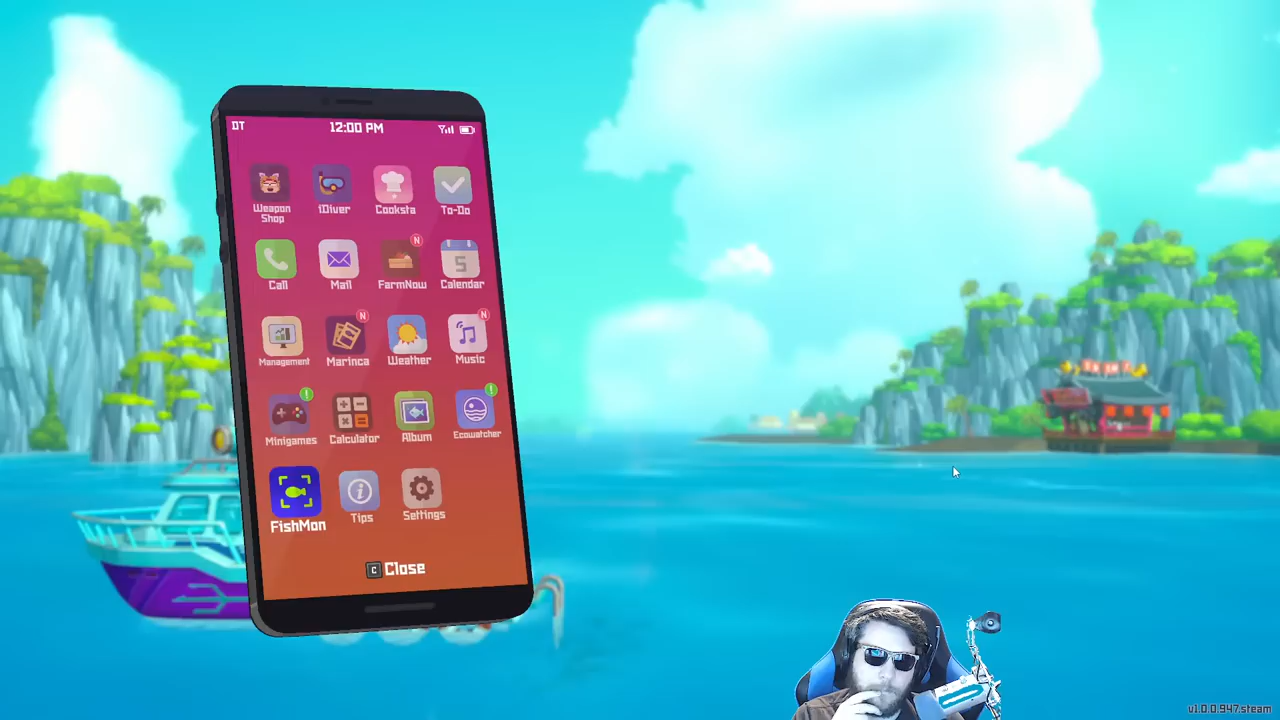 DT
12:00 PM
Weapon Shop
iDiver
Cooksta
To-Do
Call
Mail
N
FarmNow
5
Calendar
Management
N
Marinca
Weather
N
Music
!
Minigames
Calculator
Album
!
Ecowatcher
FishMon
Tips
Settings
C Close
v1.0.0.947.steam